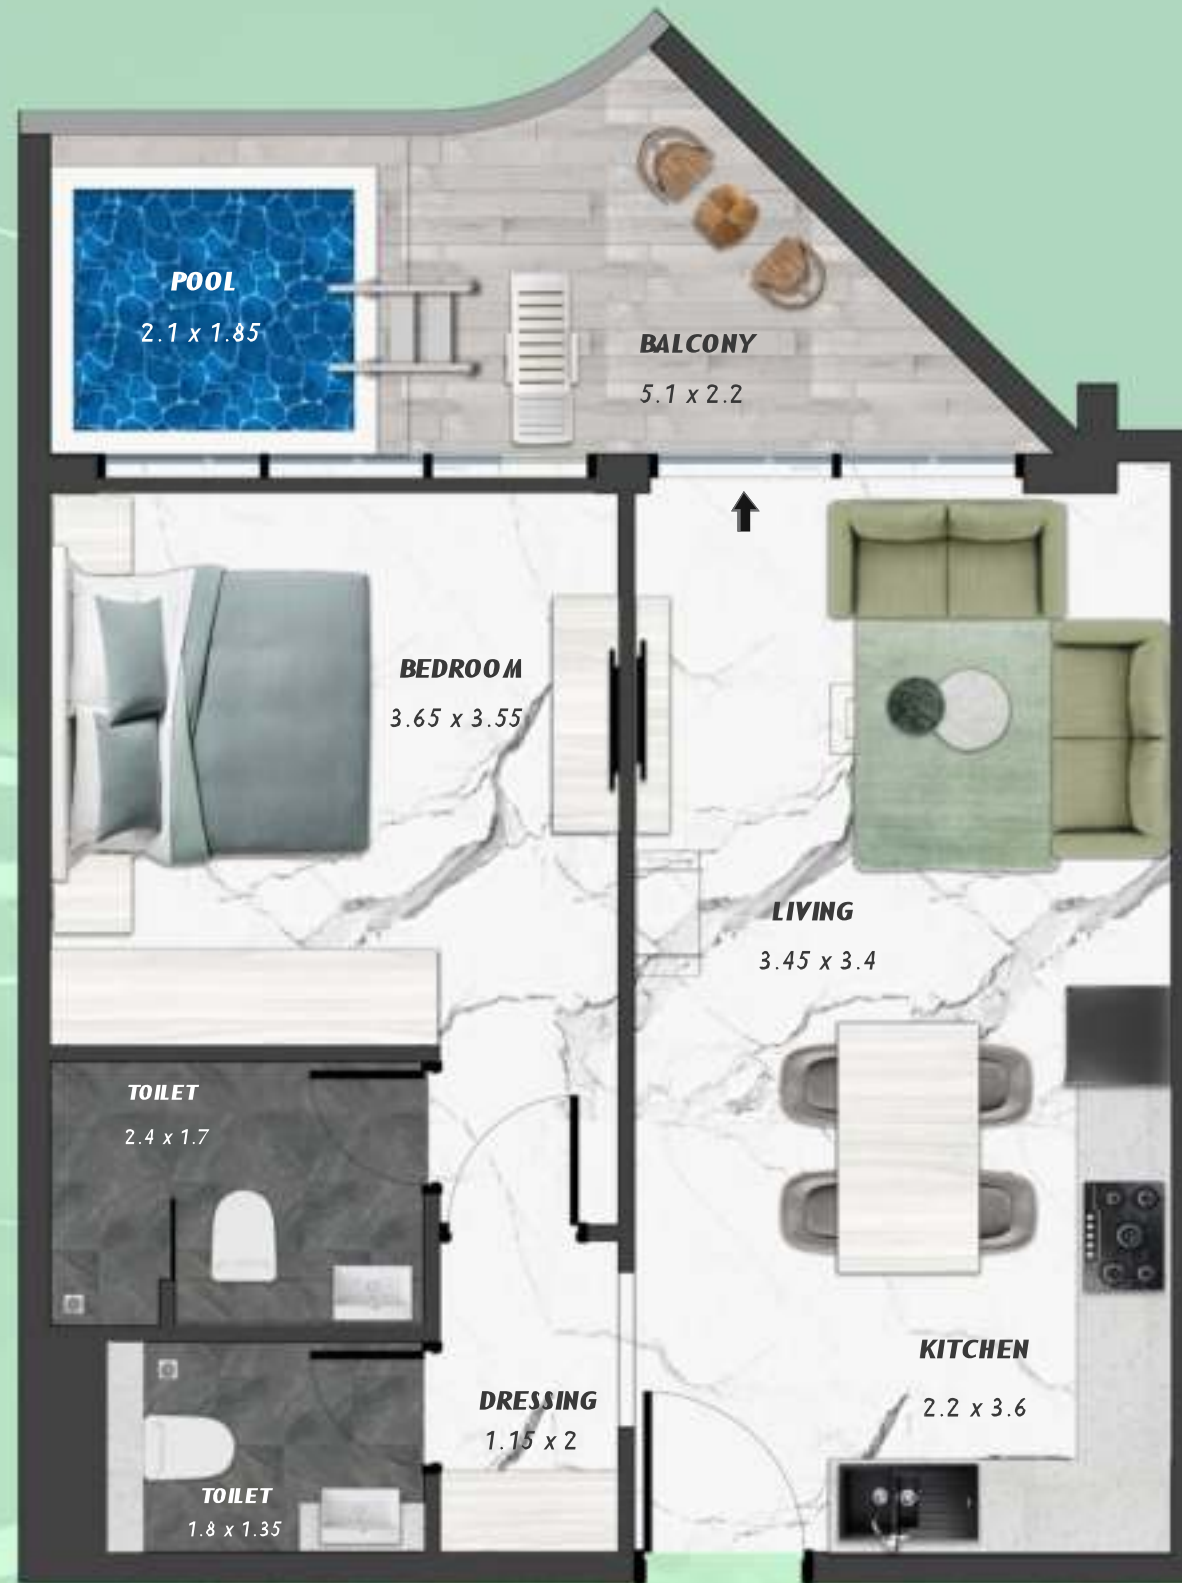 POOL
2.1 x 1.85
BALCONY
5.1 x 2.2
BEDROOM
3.65 x 3.55
LIVING
3.45 x 3.4
TOILET
2.4 x 1.7
KITCHEN
2.2 x 3.6
DRESSING
1.15 x 2
TOILET
1.8 x 1.35